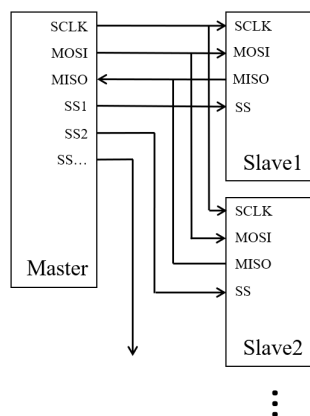 SCLK
MOSI
MISO
SS1
SS2
SS...
Master
SCLK
MOSI
MISO
SS
Slave1
SCLK
MOSI
MISO
SS
Slave2